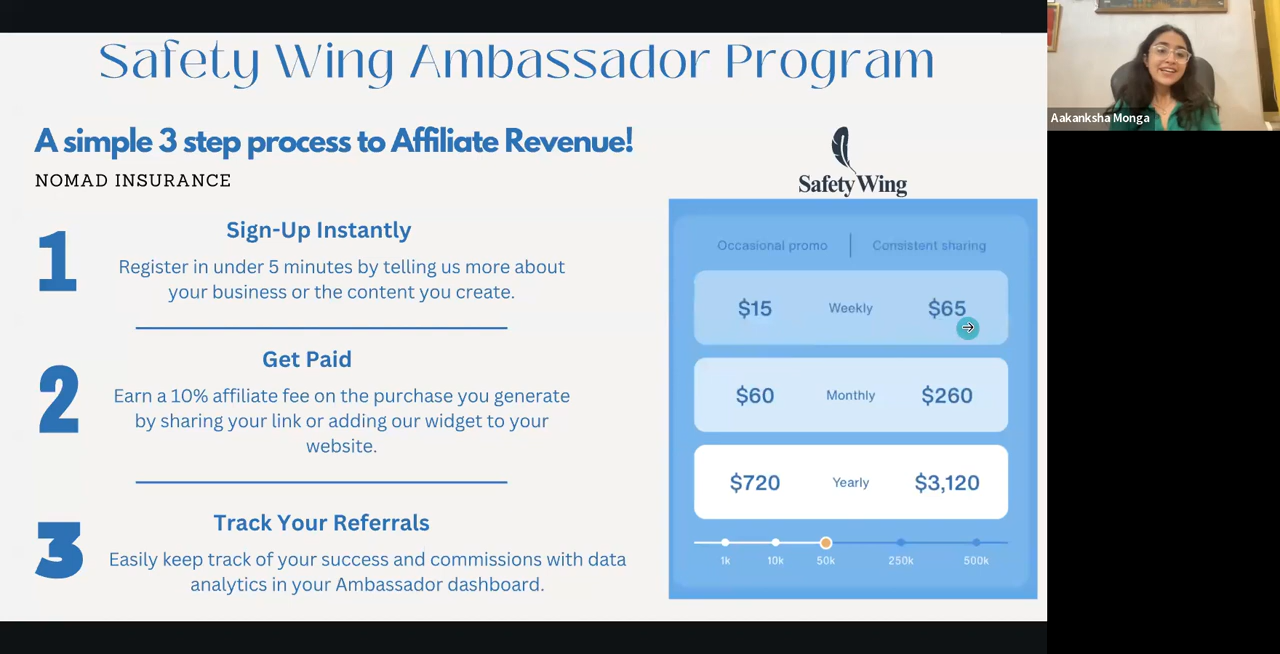 Safety Wing Ambassador Program
A simple 3 step process to Affiliate Revenue!
NOMAD INSURANCE
1
Sign-Up Instantly
Register in under 5 minutes by telling us more about
your business or the content you create.
2
Get Paid
Earn a 10% affiliate fee on the purchase you generate
by sharing your link or adding our widget to your
website.
3
Track Your Referrals
Easily keep track of your success and commissions with data
analytics in your Ambassador dashboard.
SafetyWing
Occasional promo | Consistent sharing
$15 Weekly $65
$60 Monthly $260
$720 Yearly $3,120
1k 10k 50k 250k 500k
Aakanksha Monga